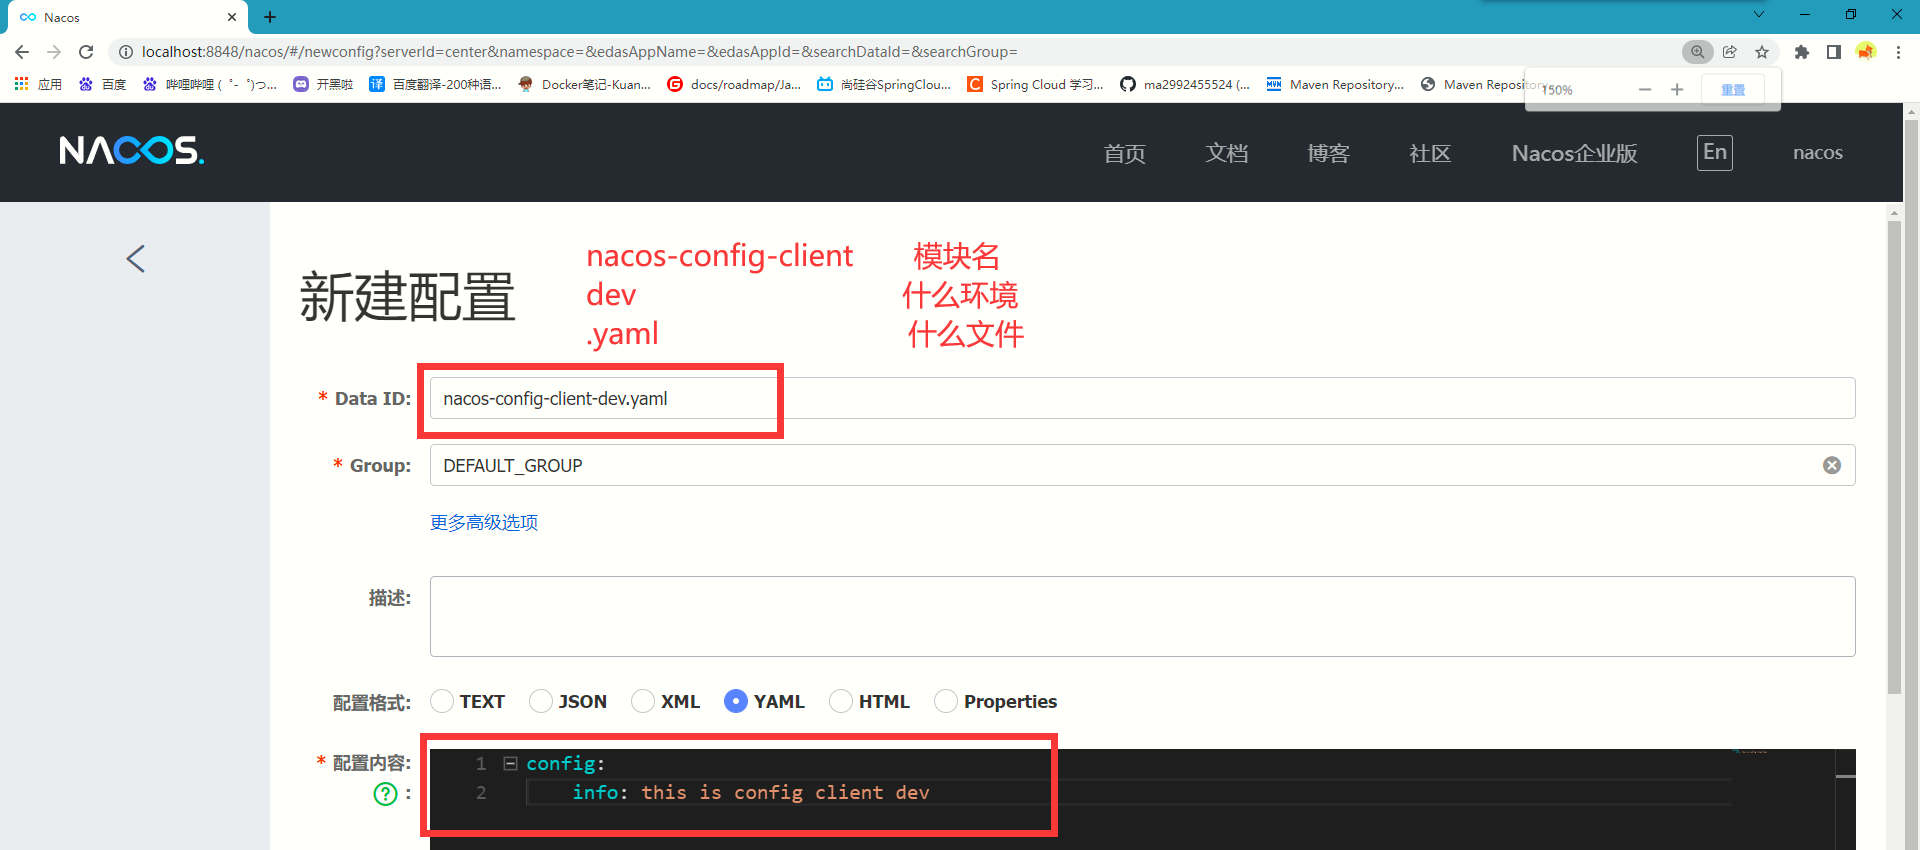 Nacos
localhost:8848/nacos/#/newconfig?serverId=center&namespace=&edasAppName=&edasAppId=&searchDataId=&searchGroup=
应用 百度 哔哩哔哩 ( ゜- ゜)つ... 开黑啦 百度翻译-200种语... Docker笔记-Kuan... docs/roadmap/Ja... 尚硅谷SpringClou... Spring Cloud 学习... ma2992455524 (... Maven Repository... Maven Repository
150% 重置
NACOS. 首页 文档 博客 社区 Nacos企业版 En nacos
新建配置
nacos-config-client 模块名
dev 什么环境
.yaml 什么文件
* Data ID: nacos-config-client-dev.yaml
* Group: DEFAULT_GROUP
更多高级选项
描述:
配置格式: TEXT JSON XML YAML HTML Properties
* 配置内容:
? :
1 config:
2 info: this is config client dev